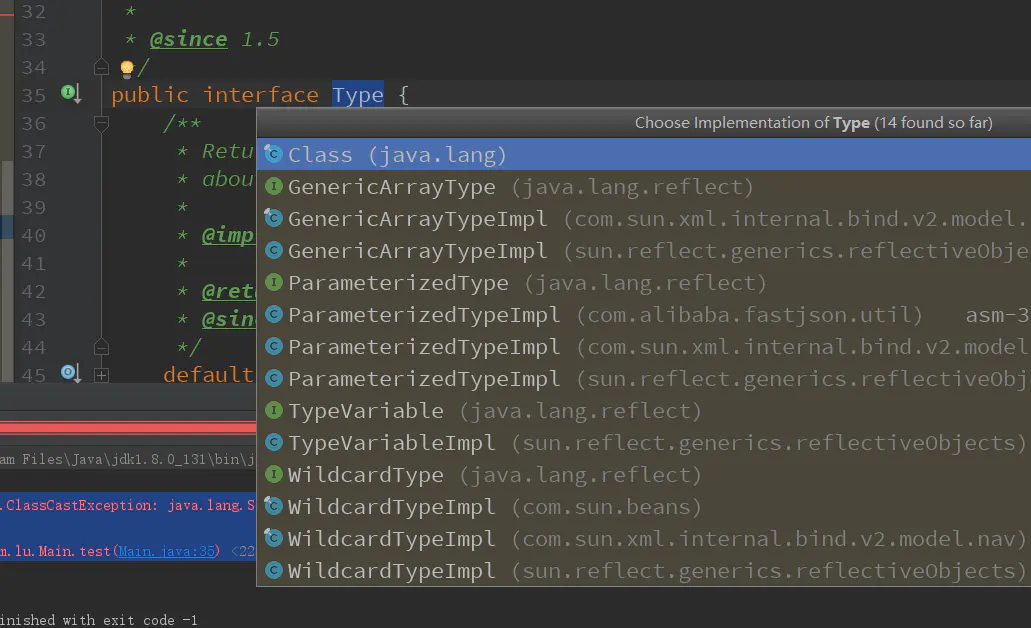 32 *
33 * @since 1.5
34 */
35 public interface Type {
36 /**
Choose Implementation of Type (14 found so far)
37 * Retu
38 * abou
39 *
40 * @imp
41 *
42 * @ret
43 * @sin
44 */
45 default
Class (java.lang)
GenericArrayType (java.lang.reflect)
GenericArrayTypeImpl (com.sun.xml.internal.bind.v2.model.
GenericArrayTypeImpl (sun.reflect.generics.reflectiveObje
ParameterizedType (java.lang.reflect)
ParameterizedTypeImpl (com.alibaba.fastjson.util) asm-3
ParameterizedTypeImpl (com.sun.xml.internal.bind.v2.model
ParameterizedTypeImpl (sun.reflect.generics.reflectiveObj
TypeVariable (java.lang.reflect)
TypeVariableImpl (sun.reflect.generics.reflectiveObjects)
WildcardType (java.lang.reflect)
WildcardTypeImpl (com.sun.beans)
WildcardTypeImpl (com.sun.xml.internal.bind.v2.model.nav)
WildcardTypeImpl (sun.reflect.generics.reflectiveObjects)
am Files\Java\jdk1.8.0_131\bin\j
.ClassCastException: java.lang.S
m.lu.Main.test(Main.java:35) <22
inished with exit code -1